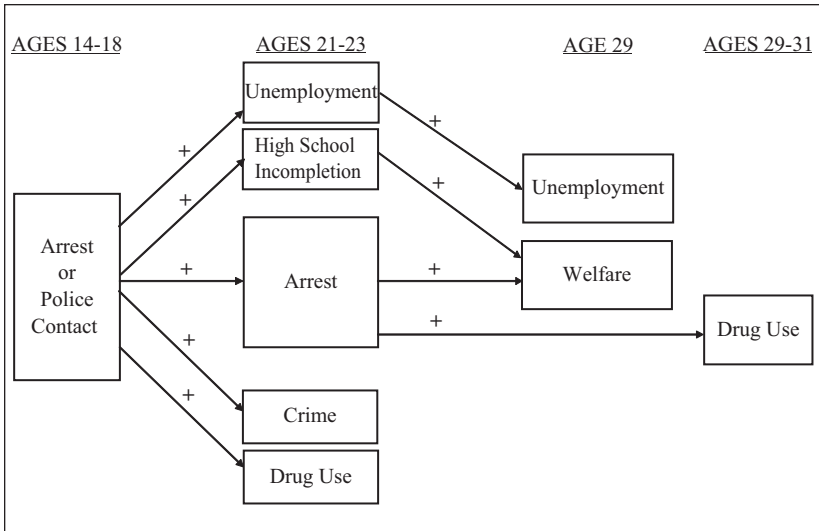 AGES 14-18
AGES 21-23
AGE 29
AGES 29-31
Unemployment
+
+
High School
Incompletion
+
+
Unemployment
Arrest
or
Police
Contact
+
Arrest
+
Welfare
+
Drug Use
+
Crime
+
Drug Use